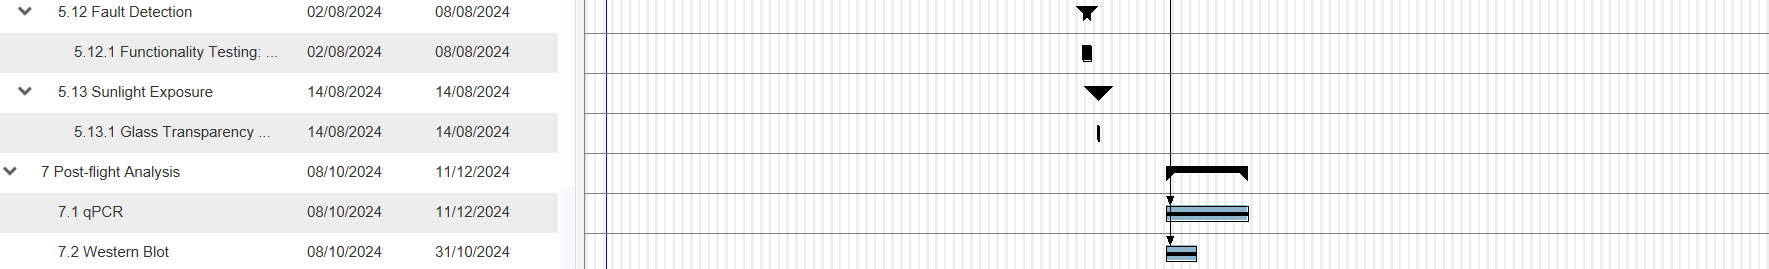 5.12 Fault Detection 02/08/2024 08/08/2024
5.12.1 Functionality Testing: ... 02/08/2024 08/08/2024
5.13 Sunlight Exposure 14/08/2024 14/08/2024
5.13.1 Glass Transparency ... 14/08/2024 14/08/2024
7 Post-flight Analysis 08/10/2024 11/12/2024
7.1 qPCR 08/10/2024 11/12/2024
7.2 Western Blot 08/10/2024 31/10/2024